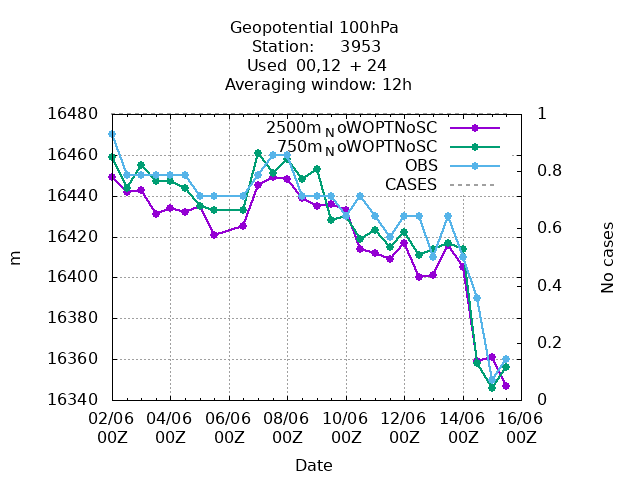 Geopotential 100hPa
Station: 3953
Used 00,12 + 24
Averaging window: 12h
16480
16460
16440
16420
16400
16380
16360
16340
m
1
0.8
0.6
0.4
0.2
0
No cases
2500m NoWOPTNoSC
750m NoWOPTNoSC
OBS
CASES
02/06 04/06 06/06 08/06 10/06 12/06 14/06 16/06
00Z 00Z 00Z 00Z 00Z 00Z 00Z 00Z
Date